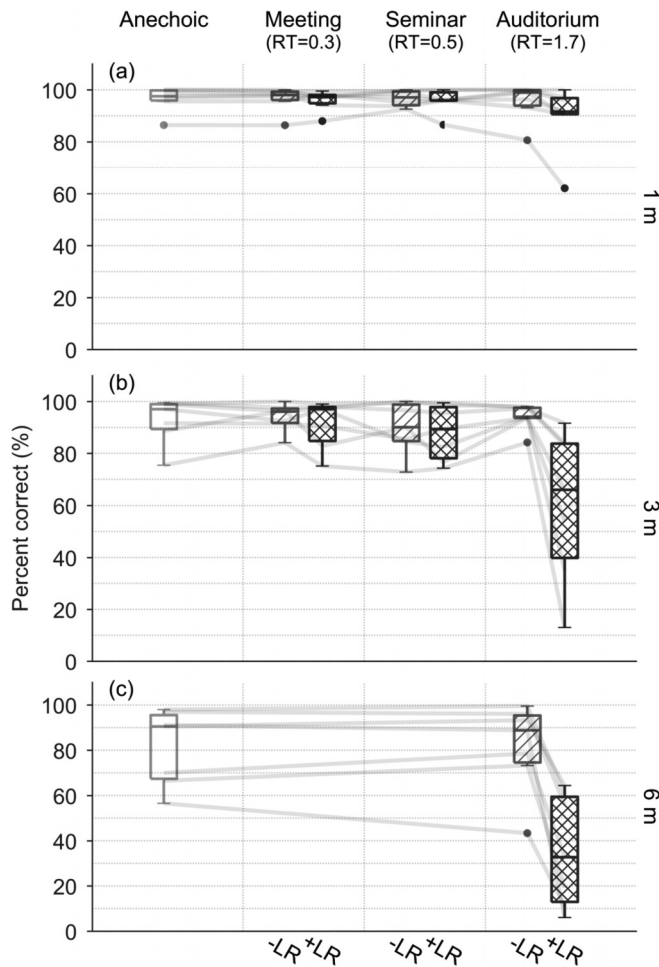 Anechoic Meeting Seminar Auditorium
(RT=0.3) (RT=0.5) (RT=1.7)
(a)
100
80
60
40
20
0
1 m
(b)
100
80
60
40
20
0
3 m
Percent correct (%)
(c)
100
80
60
40
20
0
6 m
-LR +LR -LR +LR -LR +LR